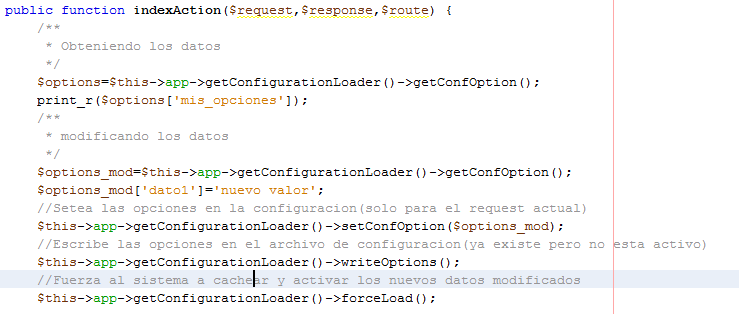 public function indexAction($request,$response,$route) {
/**
* Obteniendo los datos
*/
$options=$this->app->getConfigurationLoader()->getConfOption();
print_r($options['mis_opciones']);
/**
* modificando los datos
*/
$options_mod=$this->app->getConfigurationLoader()->getConfOption();
$options_mod['dato1']='nuevo valor';
//Setea las opciones en la configuracion(solo para el request actual)
$this->app->getConfigurationLoader()->setConfOption($options_mod);
//Escribe las opciones en el archivo de configuracion(ya existe pero no esta activo)
$this->app->getConfigurationLoader()->writeOptions();
//Fuerza al sistema a cachear y activar los nuevos datos modificados
$this->app->getConfigurationLoader()->forceLoad();